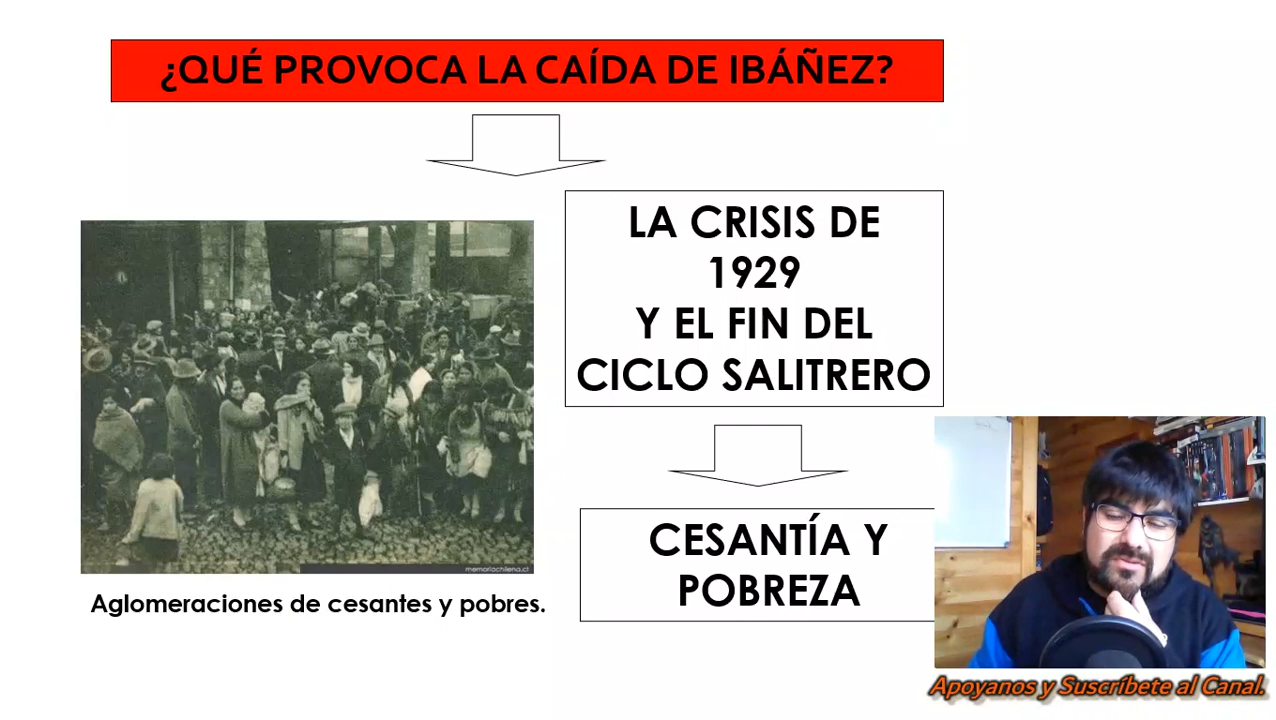 ¿QUÉ PROVOCA LA CAÍDA DE IBÁÑEZ?
LA CRISIS DE
1929
Y EL FIN DEL
CICLO SALITRERO
CESANTÍA Y
POBREZA
memoriachilena.cl
Aglomeraciones de cesantes y pobres.
Apoyanos y Suscríbete al Canal.